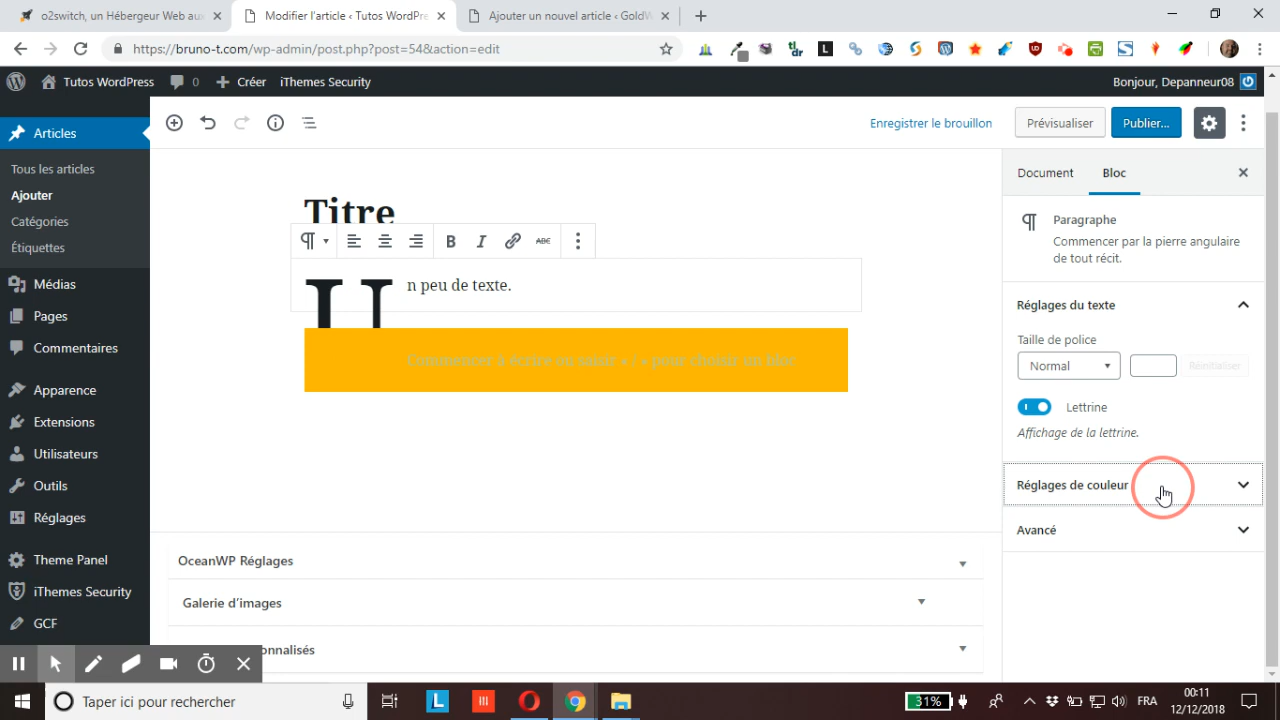 o2switch, un Hébergeur Web aux
Modifier l'article ‹ Tutos WordPre
Ajouter un nouvel article ‹ GoldW
https://bruno-t.com/wp-admin/post.php?post=54&action=edit
Tutos WordPress
0
Créer
iThemes Security
Bonjour, Depanneur08
Articles
Tous les articles
Ajouter
Catégories
Étiquettes
Médias
Pages
Commentaires
Apparence
Extensions
Utilisateurs
Outils
Réglages
Theme Panel
iThemes Security
GCF
Enregistrer le brouillon
Prévisualiser
Publier...
Titre
B I ABC
Un peu de texte.
Commencer à écrire ou saisir « / » pour choisir un bloc
OceanWP Réglages
Galerie d'images
onnalisés
Document
Bloc
Paragraphe
Commencer par la pierre angulaire
de tout récit.
Réglages du texte
Taille de police
Normal
Réinitialiser
Lettrine
Affichage de la lettrine.
Réglages de couleur
Avancé
Taper ici pour rechercher
31%
FRA
00:11
12/12/2018